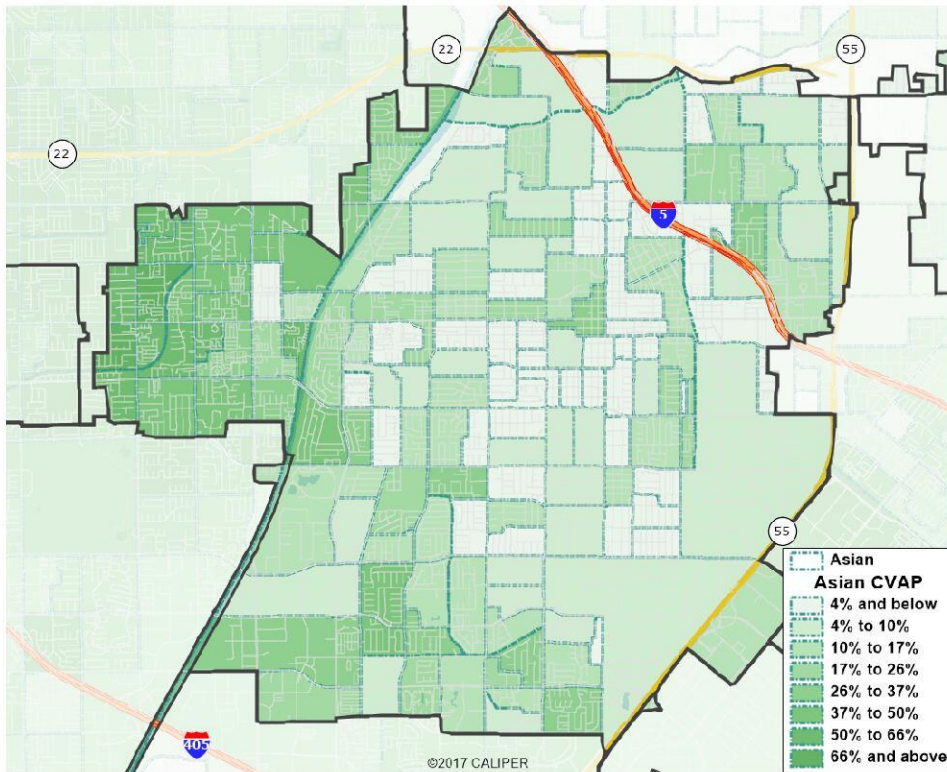 22
55
22
5
55
Asian
Asian CVAP
4% and below
4% to 10%
10% to 17%
17% to 26%
26% to 37%
37% to 50%
50% to 66%
66% and above
405
©2017 CALIPER